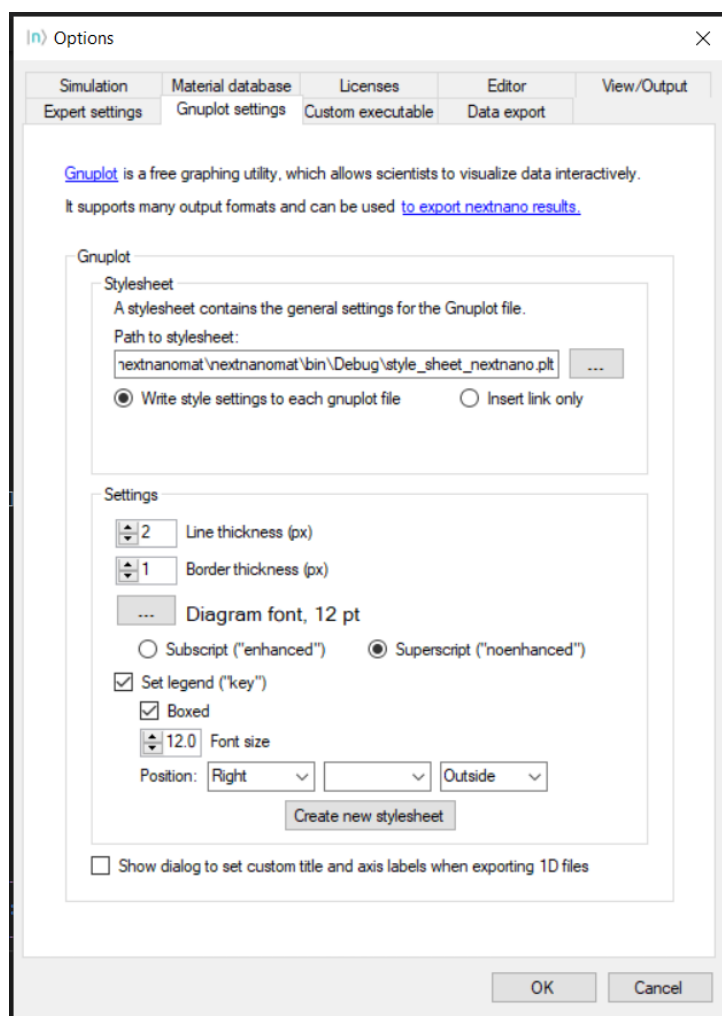 |n⟩ Options
Simulation Material database Licenses Editor View/Output
Expert settings Gnuplot settings Custom executable Data export
Gnuplot is a free graphing utility, which allows scientists to visualize data interactively.
It supports many output formats and can be used to export nextnano results.
Gnuplot
Stylesheet
A stylesheet contains the general settings for the Gnuplot file.
Path to stylesheet:
nextnanomat\nextnanomat\bin\Debug\style_sheet_nextnano.plt ...
Write style settings to each gnuplot file Insert link only
Settings
2 Line thickness (px)
1 Border thickness (px)
... Diagram font, 12 pt
Subscript ("enhanced") Superscript ("noenhanced")
Set legend ("key")
Boxed
12.0 Font size
Position: Right Outside
Create new stylesheet
Show dialog to set custom title and axis labels when exporting 1D files
OK Cancel